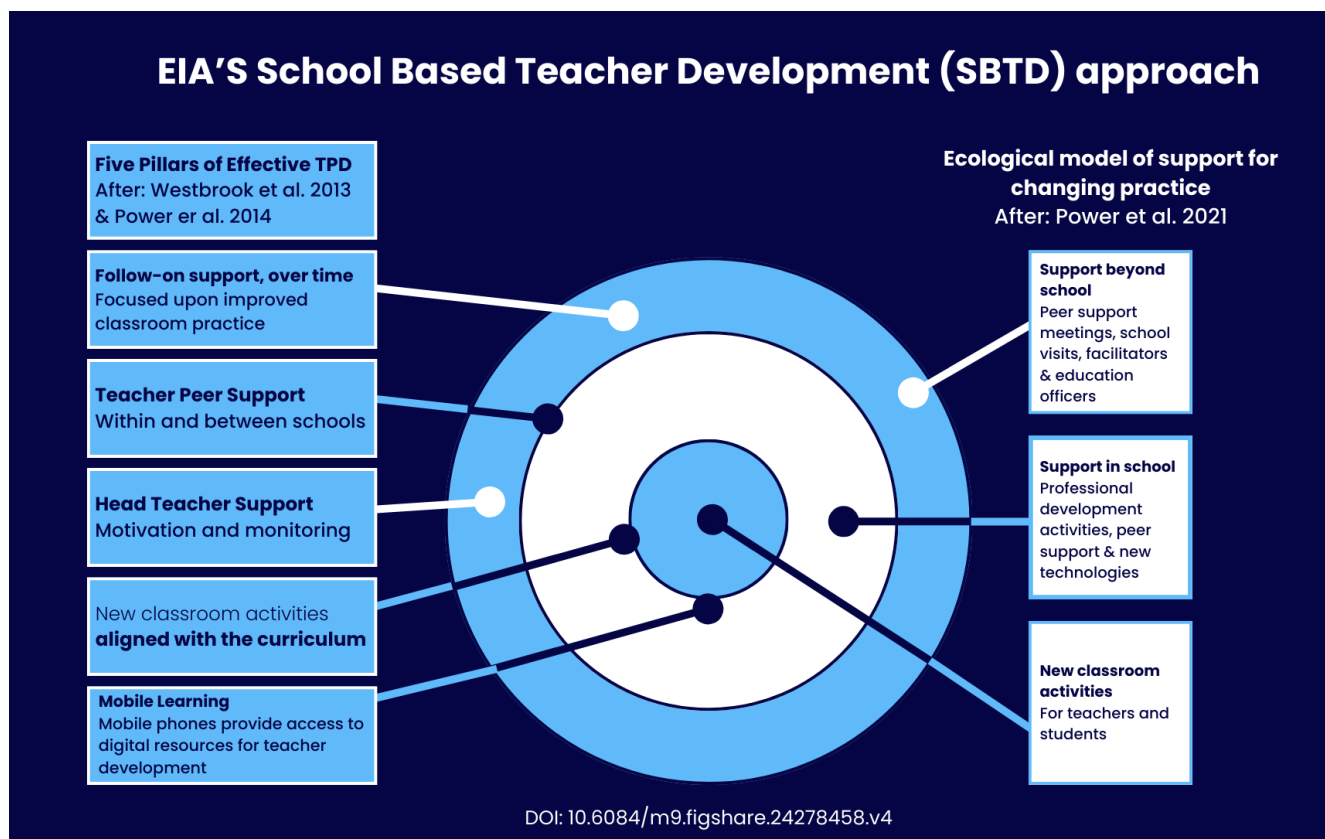 EIA'S School Based Teacher Development (SBTD) approach
Five Pillars of Effective TPD
After: Westbrook et al. 2013
& Power er al. 2014
Follow-on support, over time
Focused upon improved
classroom practice
Teacher Peer Support
Within and between schools
Head Teacher Support
Motivation and monitoring
New classroom activities
aligned with the curriculum
Mobile Learning
Mobile phones provide access to
digital resources for teacher
development
Ecological model of support for
changing practice
After: Power et al. 2021
Support beyond
school
Peer support
meetings, school
visits, facilitators
& education
officers
Support in school
Professional
development
activities, peer
support & new
technologies
New classroom
activities
For teachers and
students
DOI: 10.6084/m9.figshare.24278458.v4